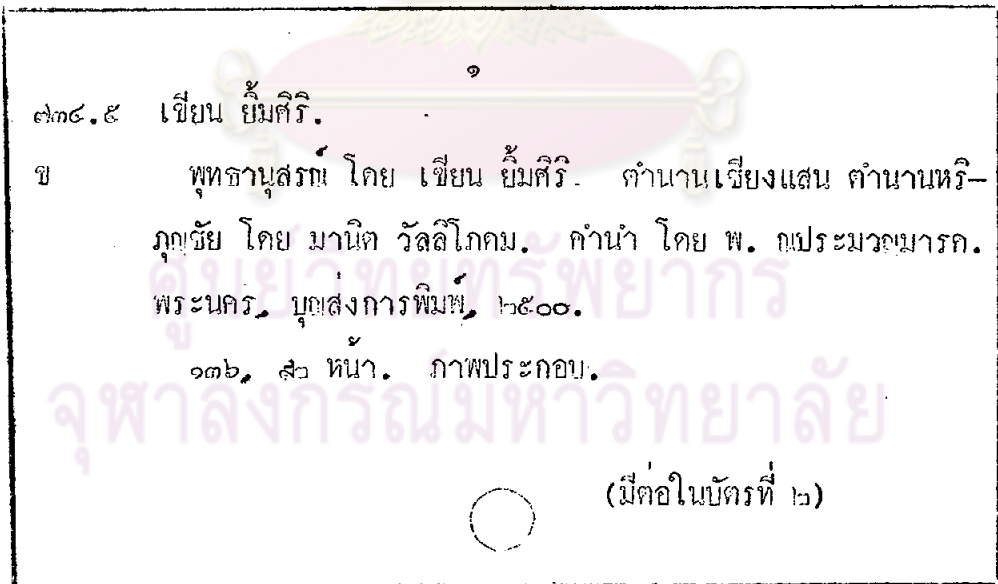 ๑
๗๓๔.๕ เขียน ยิ้มศิริ.
ข พุทธานุสรณ์ โดย เขียน ยิ้มศิริ. ตำนานเชียงแสน ตำนานหริ-
ภุญชัย โดย มานิต วัลลิโภดม. คำนำ โดย พ. ณประมวญมารค.
พระนคร, บุญส่งการพิมพ์, ๒๕๐๐.
๑๓๖, หน้า. ภาพประกอบ.
(มีต่อในบัตรที่ ๒)
ศูนย์วิทยทรัพยากร
จุฬาลงกรณ์มหาวิทยาลัย